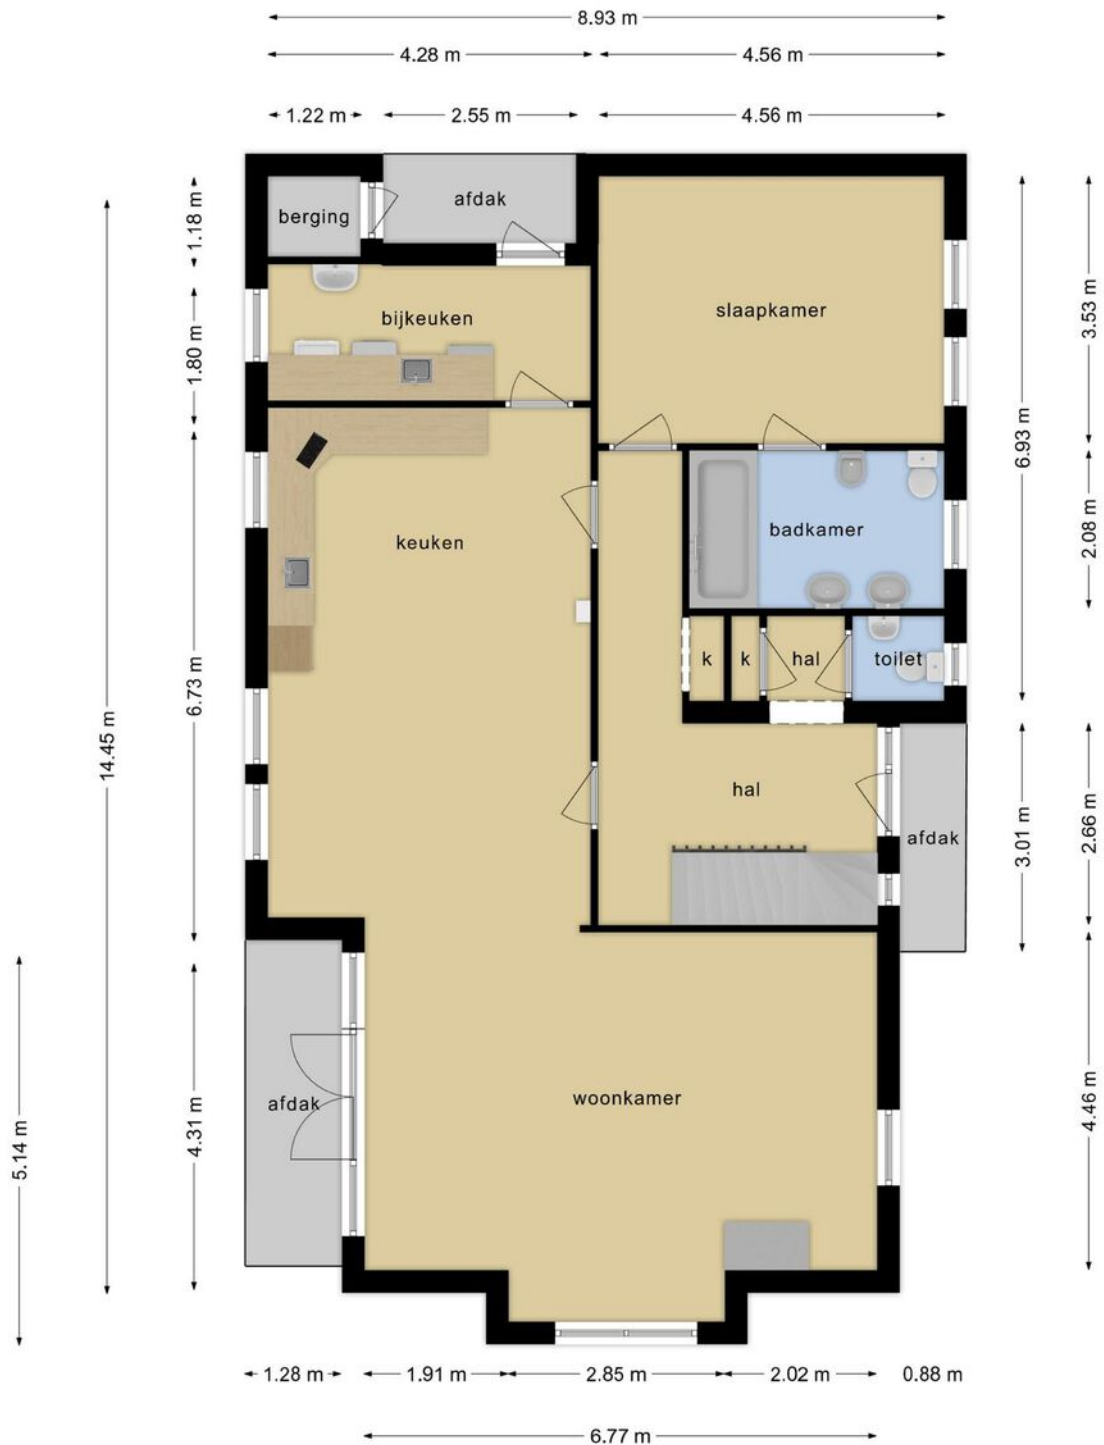 8.93 m
4.28 m
4.56 m
1.22 m
2.55 m
4.56 m
14.45 m
5.14 m
1.18 m
1.80 m
6.73 m
4.31 m
berging
afdak
bijkeuken
slaapkamer
keuken
badkamer
k
k
hal
toilet
hal
afdak
afdak
woonkamer
6.93 m
3.01 m
3.53 m
2.08 m
2.66 m
4.46 m
1.28 m
1.91 m
2.85 m
2.02 m
0.88 m
6.77 m